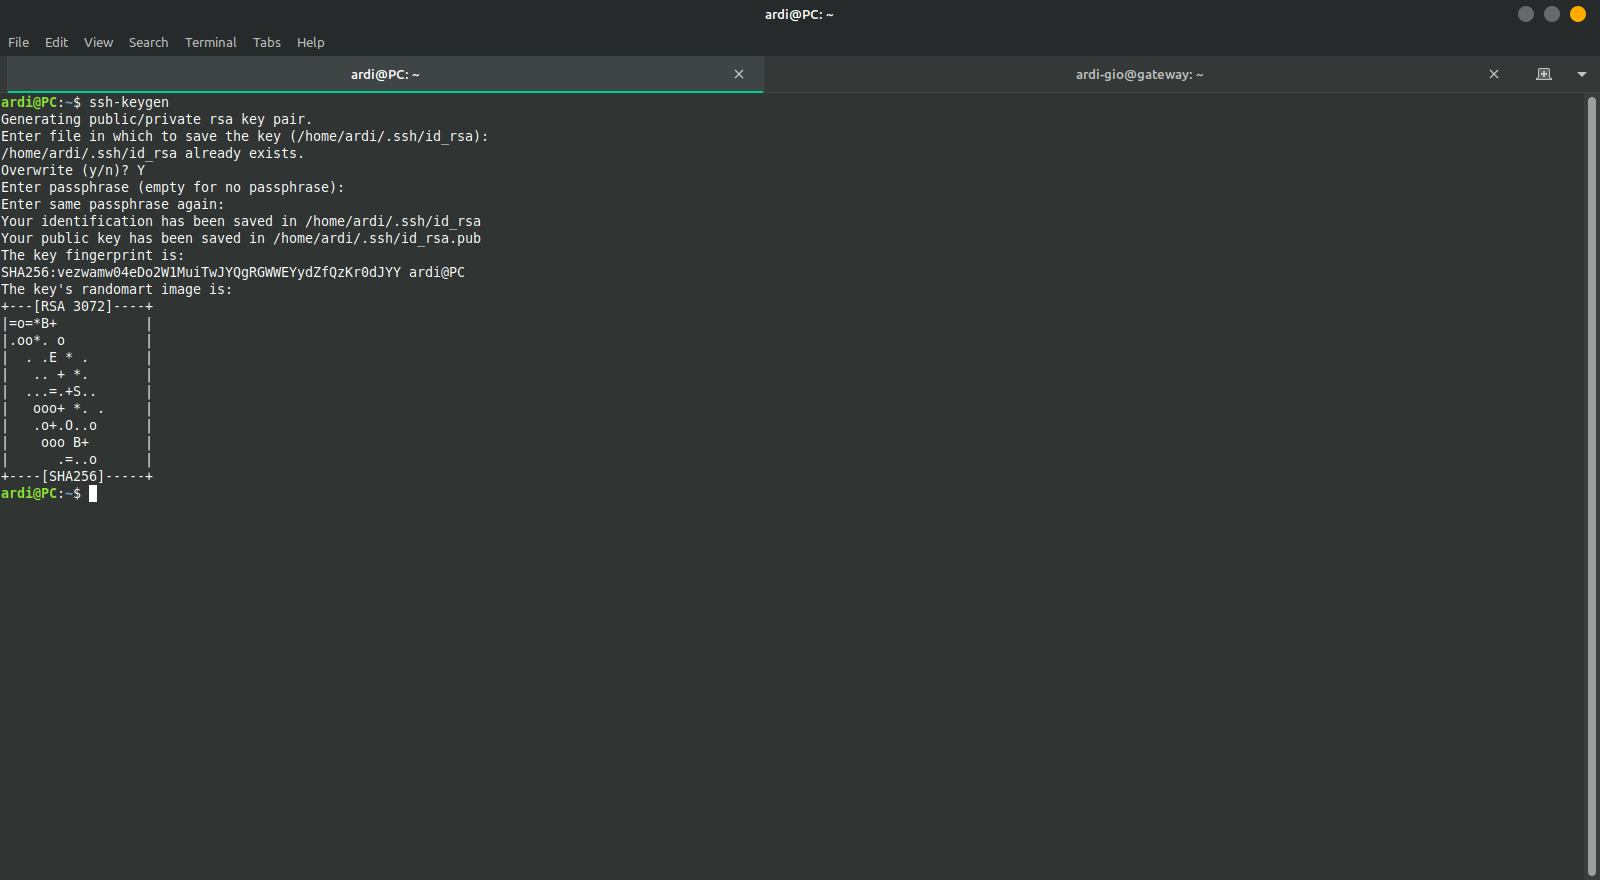 ardi@PC: ~
File Edit View Search Terminal Tabs Help
ardi@PC: ~ ardi-gio@gateway: ~
ardi@PC:~$ ssh-keygen
Generating public/private rsa key pair.
Enter file in which to save the key (/home/ardi/.ssh/id_rsa):
/home/ardi/.ssh/id_rsa already exists.
Overwrite (y/n)? Y
Enter passphrase (empty for no passphrase):
Enter same passphrase again:
Your identification has been saved in /home/ardi/.ssh/id_rsa
Your public key has been saved in /home/ardi/.ssh/id_rsa.pub
The key fingerprint is:
SHA256:vezwamw04eDo2W1MuiTwJYQgRGWWEYydZfQzKr0dJYY ardi@PC
The key's randomart image is:
+---[RSA 3072]----+
|=o=*B+           |
|.oo*. o          |
|  . .E * .       |
|   .. + *.       |
|  ...=.+S..      |
|   ooo+ *. .     |
|   .o+.O..o      |
|    ooo B+       |
|      .=..o      |
+----[SHA256]-----+
ardi@PC:~$